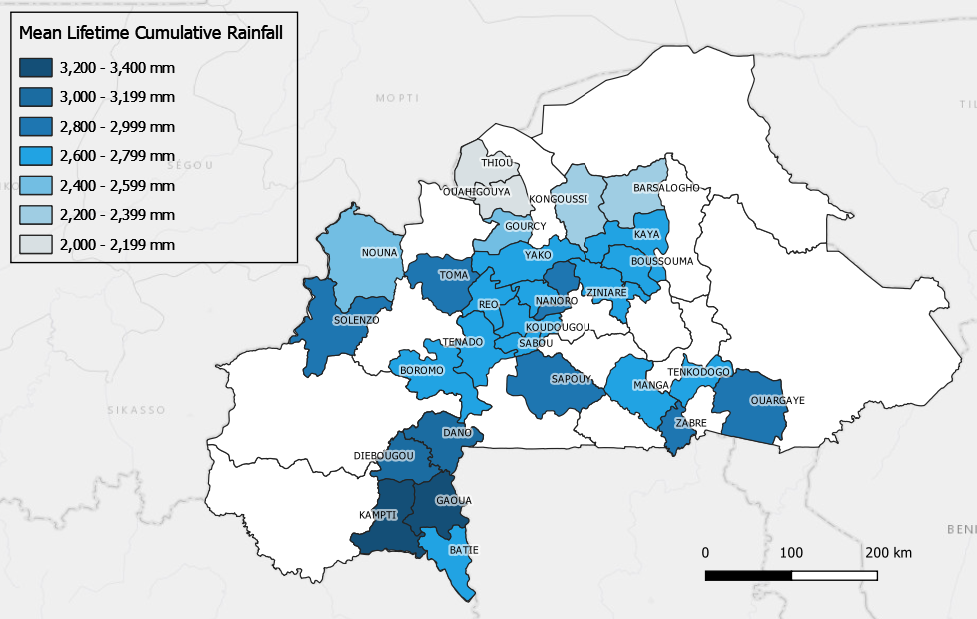 Mean Lifetime Cumulative Rainfall
3,200 - 3,400 mm
3,000 - 3,199 mm
2,800 - 2,999 mm
2,600 - 2,799 mm
2,400 - 2,599 mm
2,200 - 2,399 mm
2,000 - 2,199 mm
MOPTI
TIL
SÉGOU
THIOU
OUAHIGOUYA
KONGOUSSI
BARSALOGHO
GOURCY
KAYA
NOUNA
YAKO
BOUSSOUMA
TOMA
ZINIARE
REO
NANORO
SOLENZO
KOUDOUGOU
TENADO
SABOU
BOROMO
SAPOUY
MANGA
TENKODOGO
OUARGAYE
SIKASSO
ZABRE
DANO
DIEBOUGOU
GAOUA
KAMPTI
BENI
BATIE
0 100 200 km